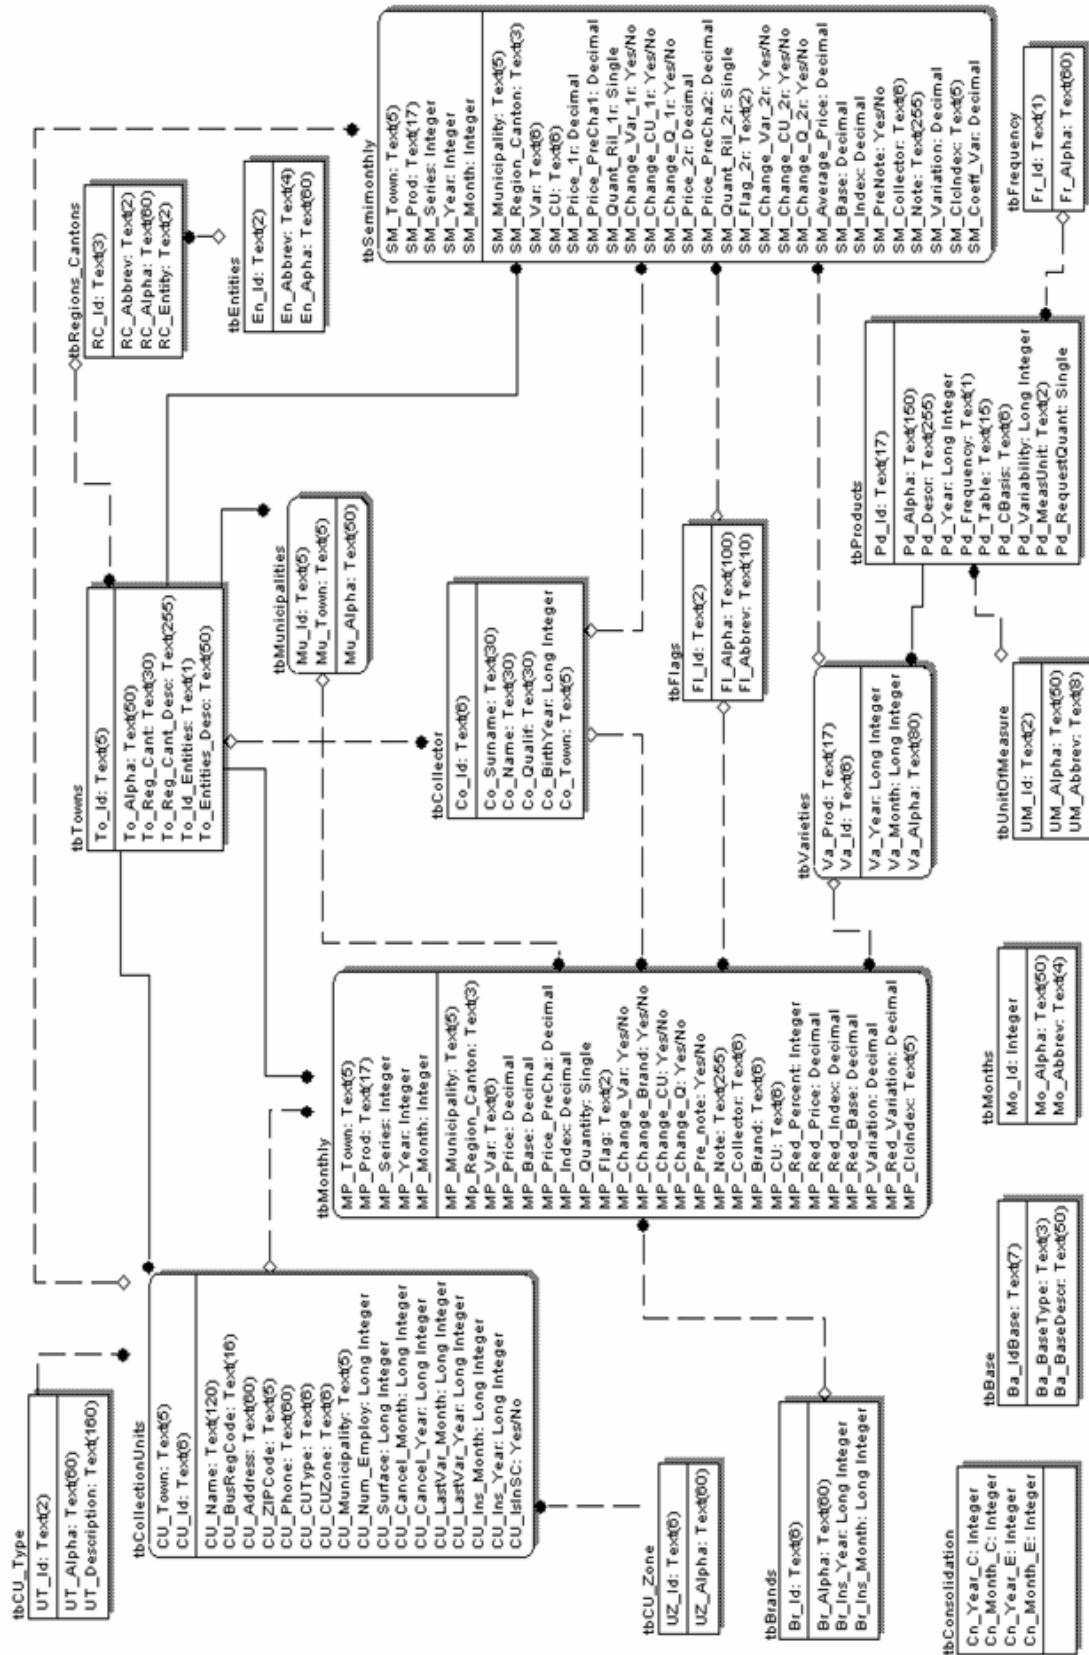 tbCU_Type
UT_Id: Text(2)
UT_Alpha: Text(60)
UT_Description: Text(160)
tbCollectionUnits
CU_Town: Text(5)
CU_Id: Text(6)
CU_Name: Text(120)
CU_BusRegCode: Text(16)
CU_Address: Text(60)
CU_ZIPCode: Text(5)
CU_Phone: Text(60)
CU_CUType: Text(6)
CU_CUZone: Text(6)
CU_Municipality: Text(5)
CU_Num_Employ: Long Integer
CU_Surface: Long Integer
CU_Cancel_Month: Long Integer
CU_Cancel_Year: Long Integer
CU_LastVar_Month: Long Integer
CU_LastVar_Year: Long Integer
CU_Ins_Month: Long Integer
CU_Ins_Year: Long Integer
CU_IsInSC: Yes/No
tbCU_Zone
UZ_Id: Text(6)
UZ_Alpha: Text(60)
tbBrands
Br_Id: Text(6)
Br_Alpha: Text(60)
Br_Ins_Year: Long Integer
Br_Ins_Month: Long Integer
tbConsolidation
Cn_Year_C: Integer
Cn_Month_C: Integer
Cn_Year_E: Integer
Cn_Month_E: Integer
tbBase
Ba_IdBase: Text(7)
Ba_BaseType: Text(3)
Ba_BaseDescr: Text(50)
tbMonths
Mo_Id: Integer
Mo_Alpha: Text(50)
Mo_Abbrev: Text(4)
tbMonthly
MP_Town: Text(5)
MP_Prod: Text(17)
MP_Series: Integer
MP_Year: Integer
MP_Month: Integer
MP_Municipality: Text(5)
Mp_Region_Canton: Text(3)
MP_Var: Text(6)
MP_Price: Decimal
MP_Base: Decimal
MP_Price_PreCha: Decimal
MP_Index: Decimal
MP_Quantity: Single
MP_Flag: Text(2)
MP_Change_Var: Yes/No
MP_Change_Brand: Yes/No
MP_Change_CU: Yes/No
MP_Change_Q: Yes/No
MP_Pre_note: Yes/No
MP_Note: Text(255)
MP_Collector: Text(6)
MP_Brand: Text(6)
MP_CU: Text(6)
MP_Red_Percent: Integer
MP_Red_Price: Decimal
MP_Red_Index: Decimal
MP_Red_Base: Decimal
MP_Variation: Decimal
MP_Red_Variation: Decimal
MP_ClcIndex: Text(5)
tbTowns
To_Id: Text(5)
To_Alpha: Text(50)
To_Reg_Cant: Text(30)
To_Reg_Cant_Desc: Text(255)
To_Id_Entities: Text(1)
To_Entities_Desc: Text(50)
tbMunicipalities
Mu_Id: Text(5)
Mu_Town: Text(5)
Mu_Alpha: Text(50)
tbCollector
Co_Id: Text(6)
Co_Surname: Text(30)
Co_Name: Text(30)
Co_Qualif: Text(30)
Co_BirthYear: Long Integer
Co_Town: Text(5)
tbFlags
Fl_Id: Text(2)
Fl_Alpha: Text(100)
Fl_Abbrev: Text(10)
tbVarieties
Va_Prod: Text(17)
Va_Id: Text(6)
Va_Year: Long Integer
Va_Month: Long Integer
Va_Alpha: Text(80)
tbUnitOfMeasure
UM_Id: Text(2)
UM_Alpha: Text(50)
UM_Abbrev: Text(8)
tbRegions_Cantons
RC_Id: Text(3)
RC_Abbrev: Text(2)
RC_Alpha: Text(60)
RC_Entity: Text(2)
tbEntities
En_Id: Text(2)
En_Abbrev: Text(4)
En_Apha: Text(60)
tbSemimonthly
SM_Town: Text(5)
SM_Prod: Text(17)
SM_Series: Integer
SM_Year: Integer
SM_Month: Integer
SM_Municipality: Text(5)
SM_Region_Canton: Text(3)
SM_Var: Text(6)
SM_CU: Text(6)
SM_Price_1r: Decimal
SM_Price_PreCha1: Decimal
SM_Quant_Ril_1r: Single
SM_Change_Var_1r: Yes/No
SM_Change_CU_1r: Yes/No
SM_Change_Q_1r: Yes/No
SM_Price_2r: Decimal
SM_Price_PreCha2: Decimal
SM_Quant_Ril_2r: Single
SM_Flag_2r: Text(2)
SM_Change_Var_2r: Yes/No
SM_Change_CU_2r: Yes/No
SM_Change_Q_2r: Yes/No
SM_Average_Price: Decimal
SM_Base: Decimal
SM_Index: Decimal
SM_PreNote: Yes/No
SM_Collector: Text(6)
SM_Note: Text(255)
SM_Variation: Decimal
SM_ClcIndex: Text(5)
SM_Coeff_Var: Decimal
tbProducts
Pd_Id: Text(17)
Pd_Alpha: Text(150)
Pd_Descr: Text(255)
Pd_Year: Long Integer
Pd_Frequency: Text(1)
Pd_Table: Text(15)
Pd_CBasis: Text(6)
Pd_Variability: Long Integer
Pd_MeasUnit: Text(2)
Pd_RequestQuant: Single
tbFrequency
Fr_Id: Text(1)
Fr_Alpha: Text(60)